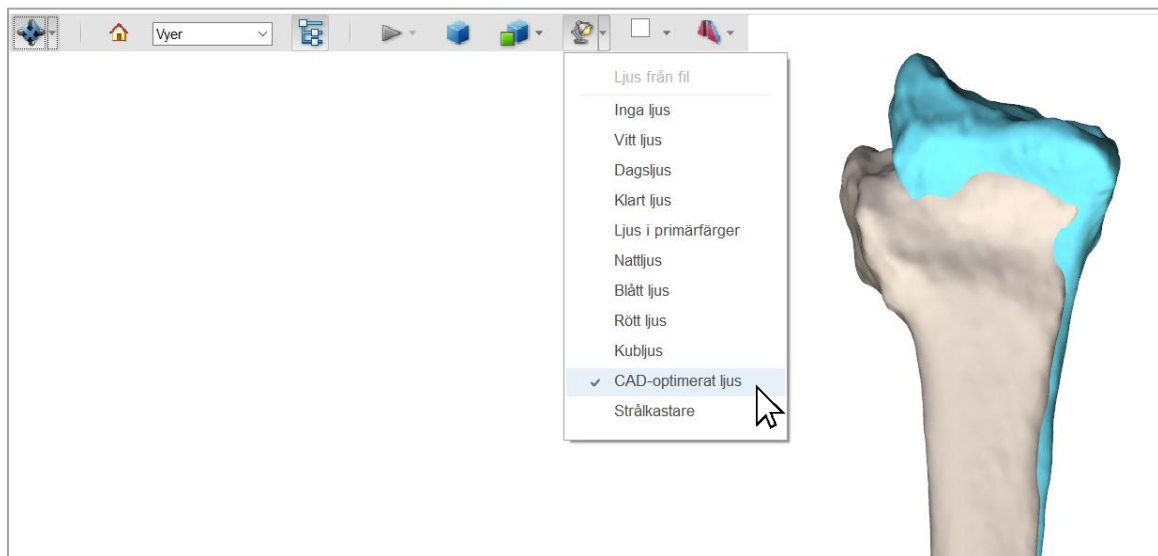 Vyer
Ljus från fil
Inga ljus
Vitt ljus
Dagsljus
Klart ljus
Ljus i primärfärger
Nattljus
Blått ljus
Rött ljus
Kubljus
CAD-optimerat ljus
Strålkastare